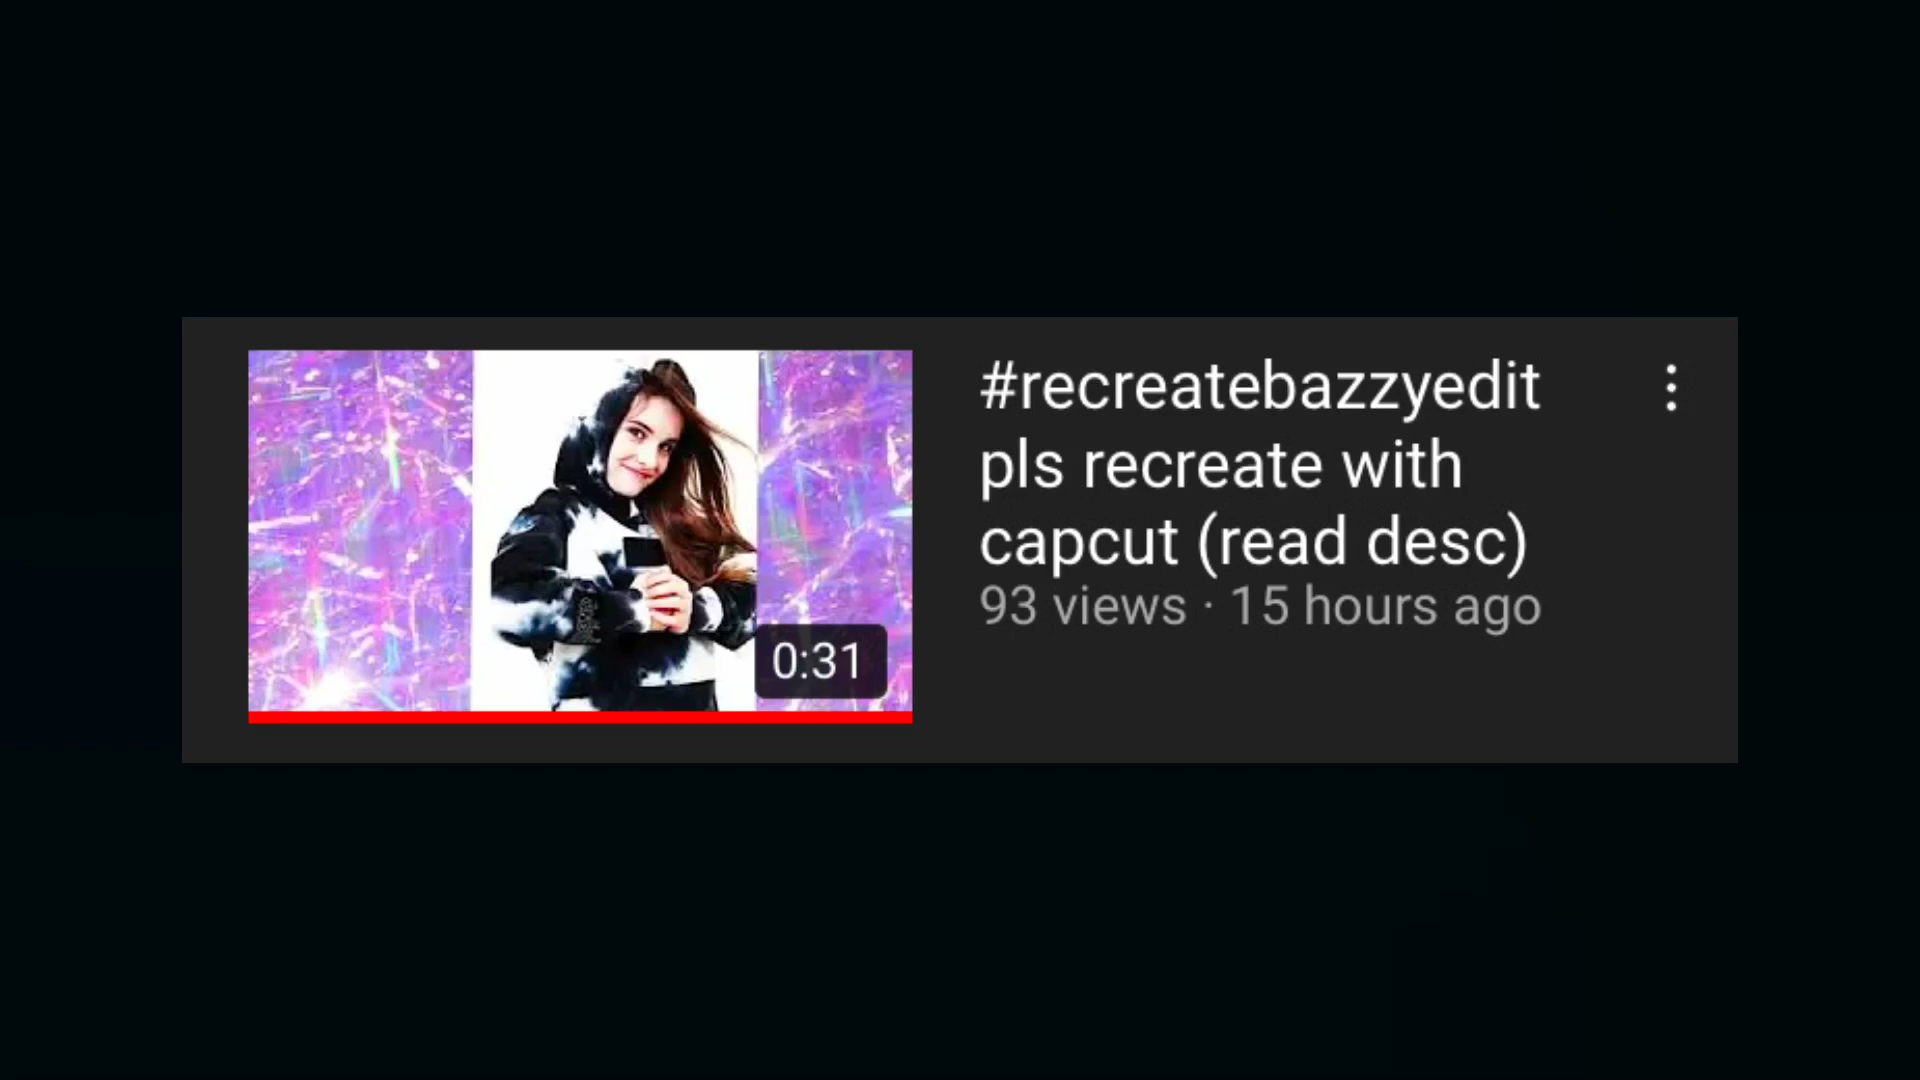 #recreatebazzyedit
pls recreate with
capcut (read desc)
93 views · 15 hours ago
0:31